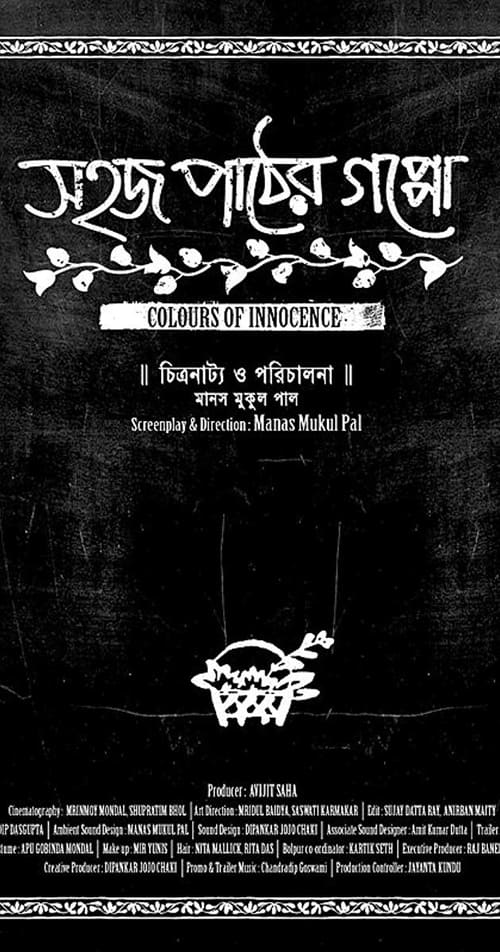 সহজ পাঠের গপ্পো
COLOURS OF INNOCENCE
|| চিত্রনাট্য ও পরিচালনা ||
মানস মুকুল পাল
Screenplay & Direction : Manas Mukul Pal
Producer : AVIJIT SAHA
Cinematography : MRINMOY MONDAL, SHUPRATIM BHOL | Art Direction : MRIDUL BAIDYA, SASWATI KARMAKAR | Edit : SUJAY DATTA RAY, ANIRBAN MAITY
DASGUPTA | Ambient Sound Design : MANAS MUKUL PAL | Sound Design : DIPANKAR JOJO CHAKI | Associate Sound Designer : Amit Kumar Dutta | Trailer
APU GOBINDA MONDAL | Make up : MIR YUNIS | Hair : NITA MALLICK, RITA DAS | Bolpur co-ordinator : KARTIK SETH | Executive Producer : RAJ
Creative Producer : DIPANKAR JOJO CHAKI | Promo & Trailer Music : Chandradip Goswami | Production Controller : JAYANTA KUNDU